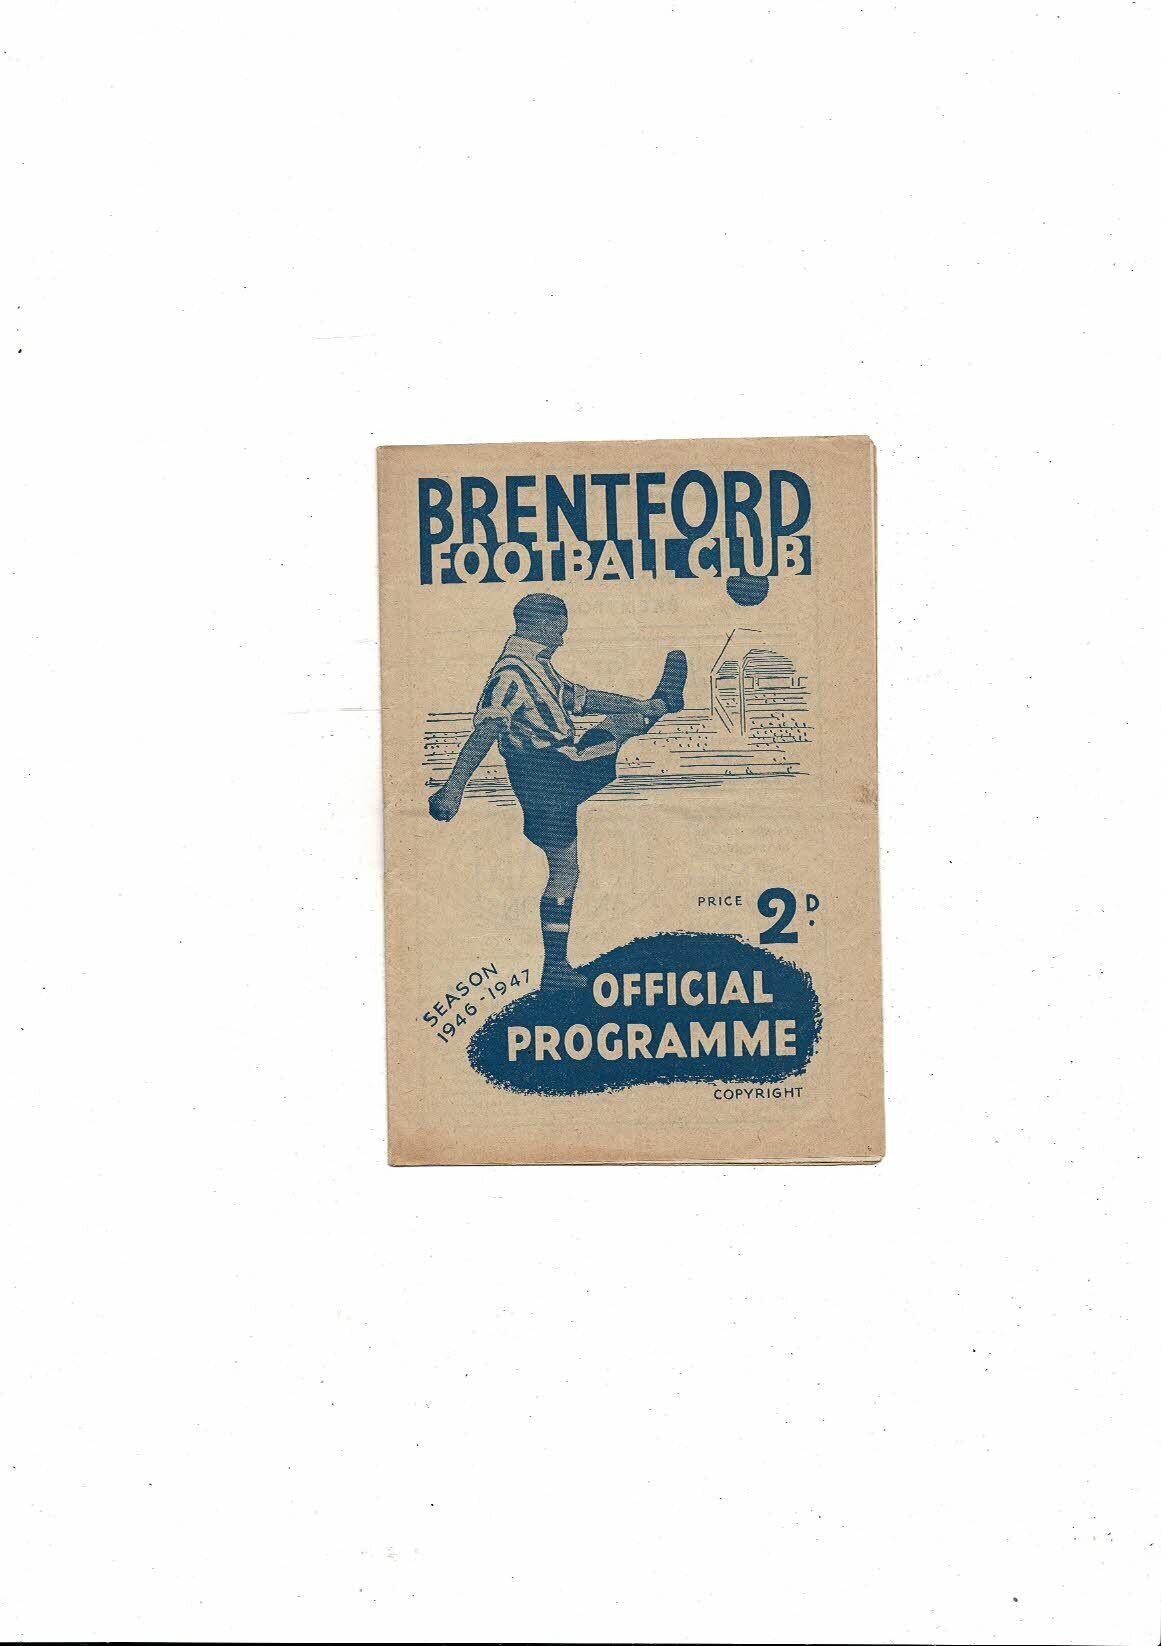 BRENTFORD
FOOTBALL CLUB
PRICE 2D.
SEASON
1946-1947
OFFICIAL
PROGRAMME
COPYRIGHT